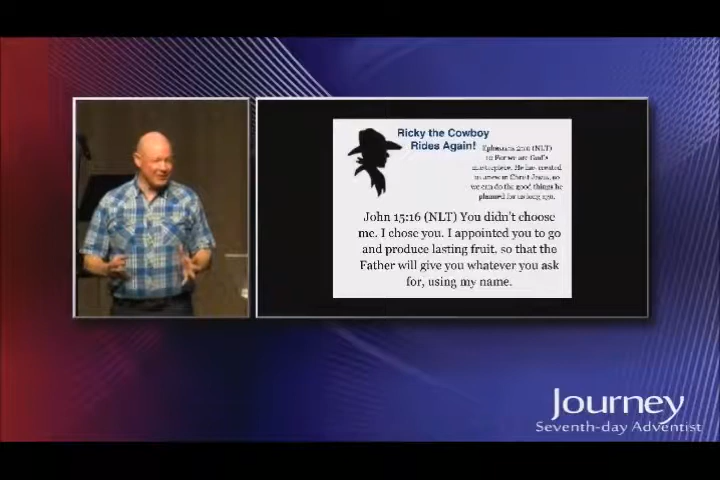 Ricky the Cowboy
Rides Again!
Ephesians 2:10 (NLT)
10 For we are God's
masterpiece. He has created
us anew in Christ Jesus, so
we can do the good things he
planned for us long ago.
John 15:16 (NLT) You didn't choose
me. I chose you. I appointed you to go
and produce lasting fruit, so that the
Father will give you whatever you ask
for, using my name.
Journey
Seventh-day Adventist